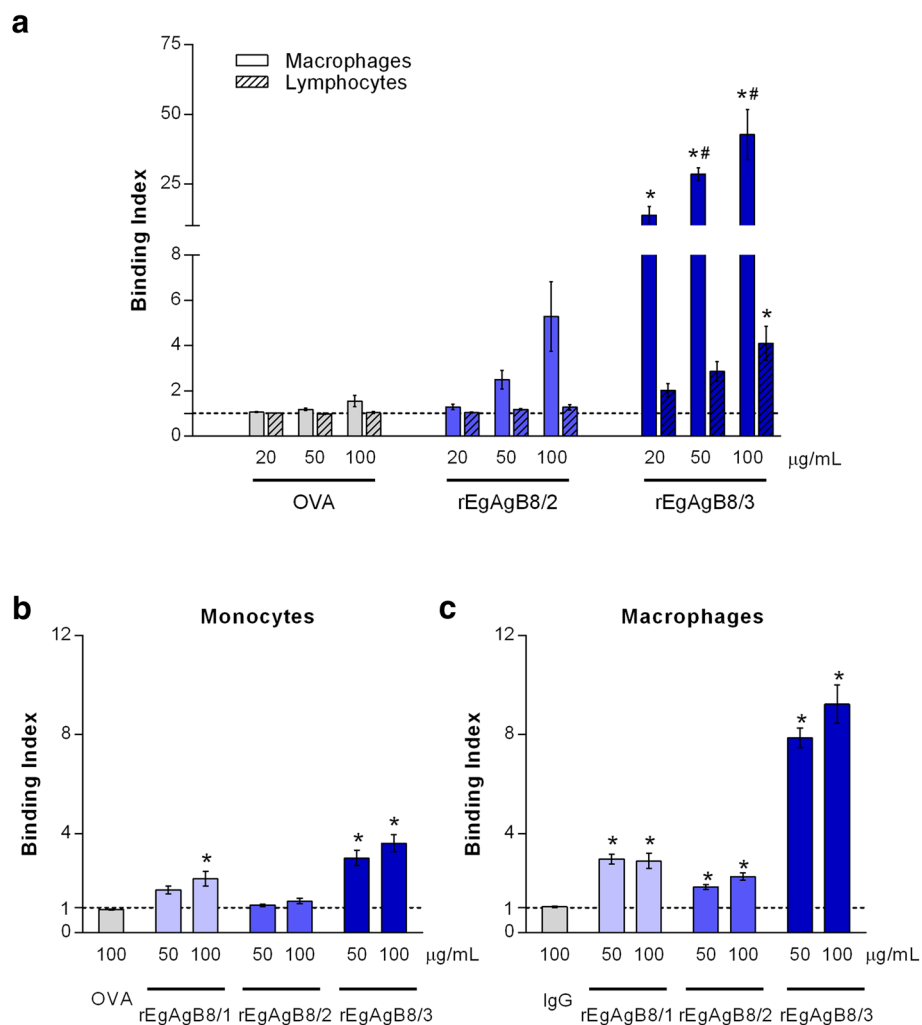 a
75
Macrophages
Lymphocytes
50
25
*
*#
*#
8
6
4
2
0
*
Binding Index
20 50 100 20 50 100 20 50 100 μg/mL
OVA rEgAgB8/2 rEgAgB8/3
b
Monocytes
12
8
4
1
0
Binding Index
* * *
100 50 100 50 100 50 100 μg/mL
OVA rEgAgB8/1 rEgAgB8/2 rEgAgB8/3
c
Macrophages
12
8
4
1
0
Binding Index
* * * * * *
100 50 100 50 100 50 100 μg/mL
IgG rEgAgB8/1 rEgAgB8/2 rEgAgB8/3